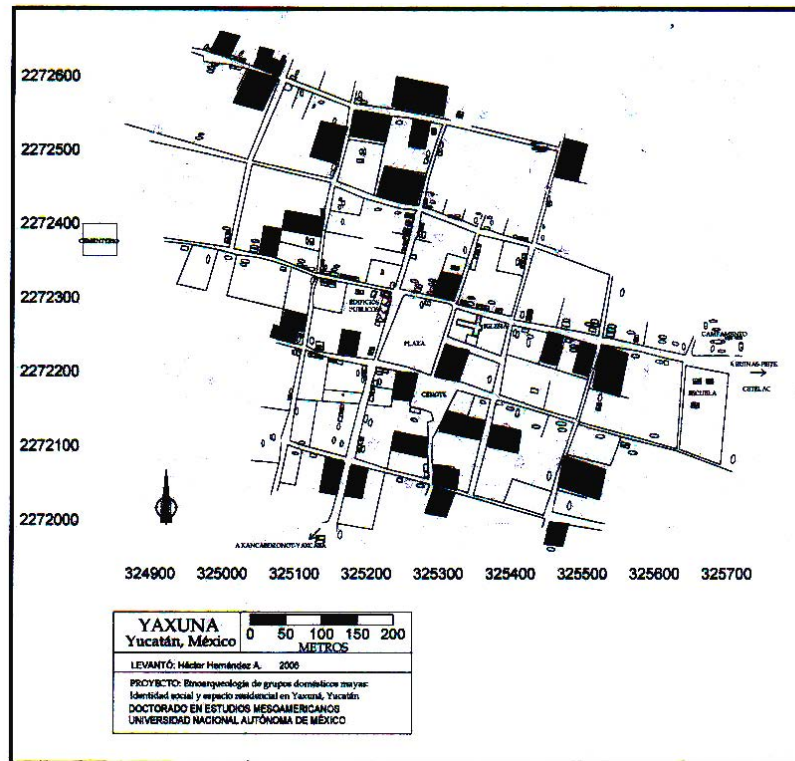 2272600
2272500
2272400
CEMENTERIO
2272300
EDIFICIOS
PUBLICOS
IGLESIA
PLAZA
CAMPAMENTO
2272200
CETELAC
ESCUELA
CENOTE
2272100
2272000
324900 325000 325100 325200 325300 325400 325500 325600 325700
YAXUNA
Yucatán, México
0 50 100 150 200
METROS
LEVANTÓ: Héctor Hernández A. 2006
PROYECTO: Etnoarqueología de grupos domésticos mayas:
Identidad social y espacio residencial en Yaxuná, Yucatán
DOCTORADO EN ESTUDIOS MESOAMERICANOS
UNIVERSIDAD NACIONAL AUTÓNOMA DE MÉXICO